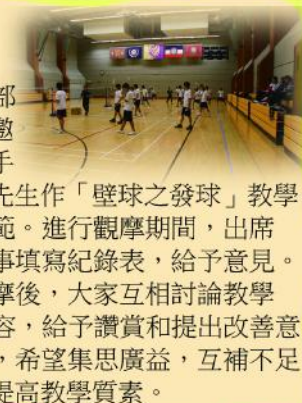 部
邀
手
先生作「壁球之發球」教學
範。進行觀摩期間，出席
事填寫紀錄表，給予意見。
摩後，大家互相討論教學
容，給予讚賞和提出改善意
，希望集思廣益，互補不足
提高教學質素。